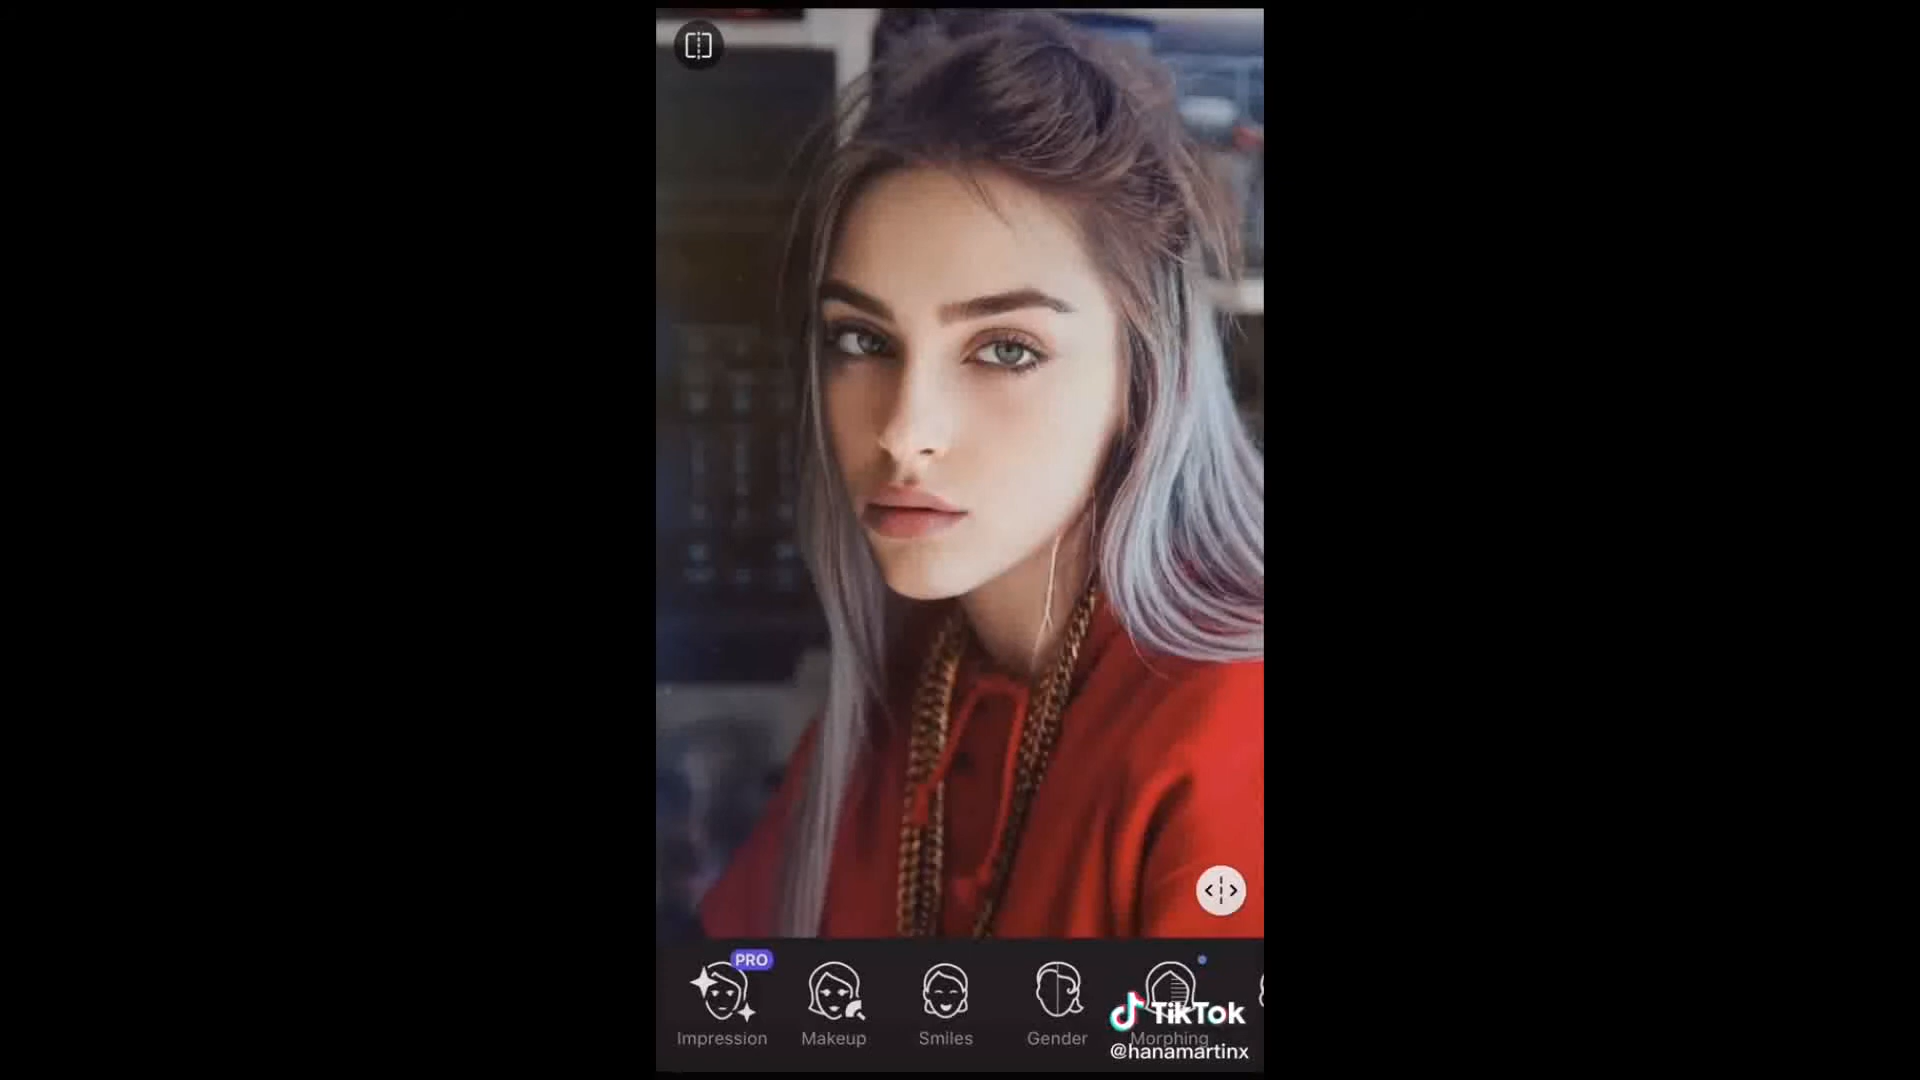 PRO
Impression
Makeup
Smiles
Gender
Morphing
TikTok
@hanamartinx